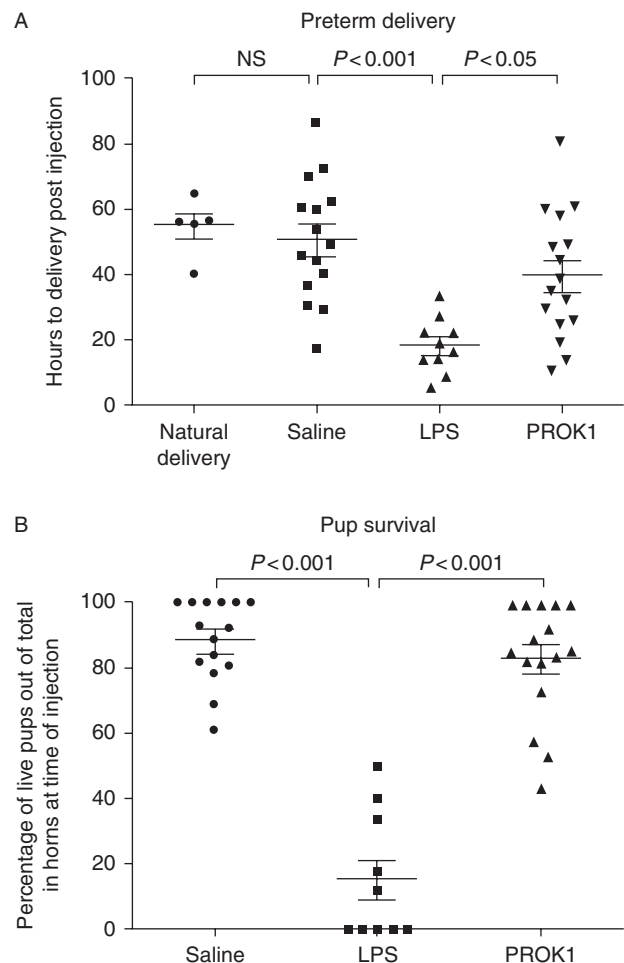 A
Preterm delivery
NS
P < 0.001
P < 0.05
Hours to delivery post injection
100
80
60
40
20
0
Natural delivery
Saline
LPS
PROK1
B
Pup survival
P < 0.001
P < 0.001
Percentage of live pups out of total
in horns at time of injection
100
80
60
40
20
0
Saline
LPS
PROK1